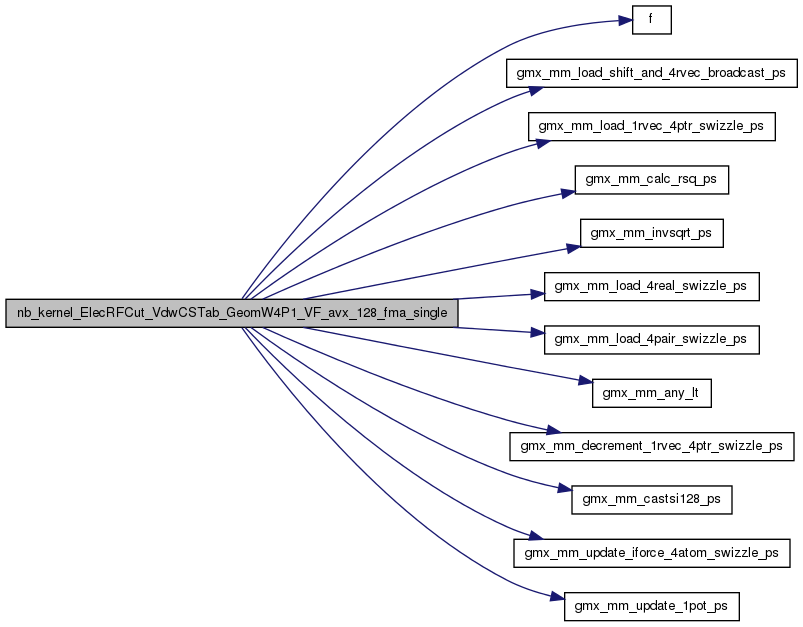 f
gmx_mm_load_shift_and_4rvec_broadcast_ps
gmx_mm_load_1rvec_4ptr_swizzle_ps
gmx_mm_calc_rsq_ps
gmx_mm_invsqrt_ps
gmx_mm_load_4real_swizzle_ps
nb_kernel_ElecRFCut_VdwCSTab_GeomW4P1_VF_avx_128_fma_single
gmx_mm_load_4pair_swizzle_ps
gmx_mm_any_lt
gmx_mm_decrement_1rvec_4ptr_swizzle_ps
gmx_mm_castsi128_ps
gmx_mm_update_iforce_4atom_swizzle_ps
gmx_mm_update_1pot_ps